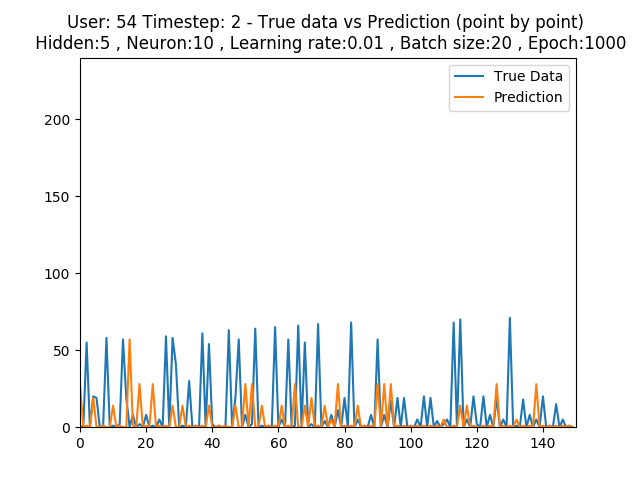 User: 54 Timestep: 2 - True data vs Prediction (point by point)
Hidden:5 , Neuron:10 , Learning rate:0.01 , Batch size:20 , Epoch:1000
True Data
Prediction
200
150
100
50
0
0 20 40 60 80 100 120 140